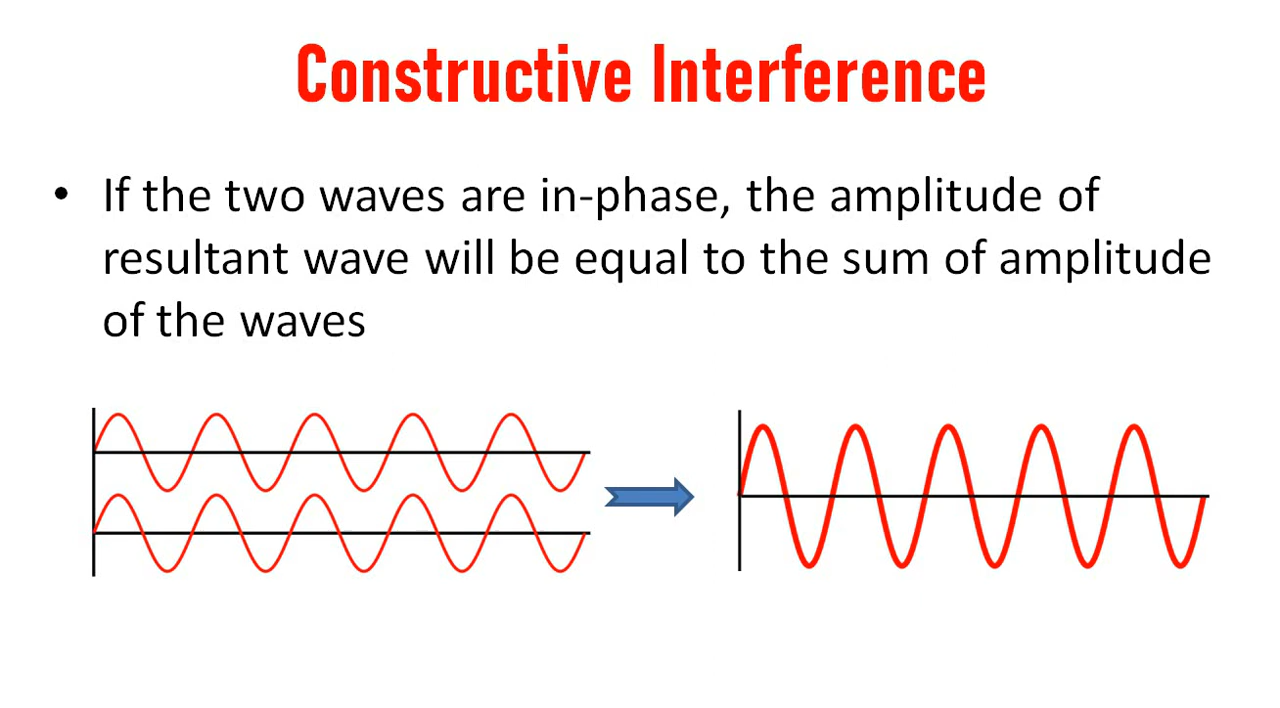 Constructive Interference
• If the two waves are in-phase, the amplitude of
resultant wave will be equal to the sum of amplitude
of the waves